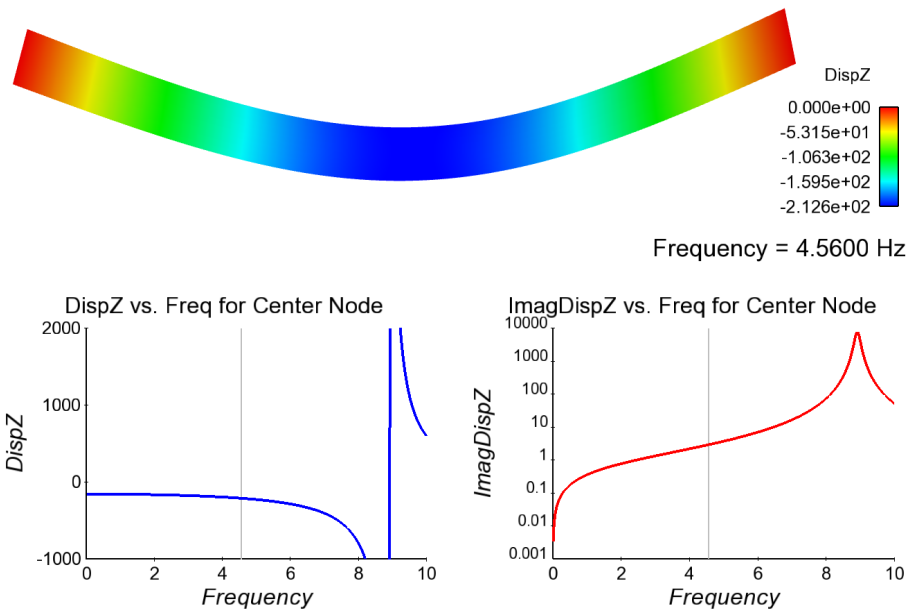 DispZ
0.000e+00
-5.315e+01
-1.063e+02
-1.595e+02
-2.126e+02
Frequency = 4.5600 Hz
DispZ vs. Freq for Center Node
2000
1000
0
-1000
DispZ
0 2 4 6 8 10
Frequency
ImagDispZ vs. Freq for Center Node
10000
1000
100
10
1
0.1
0.01
0.001
ImagDispZ
0 2 4 6 8 10
Frequency